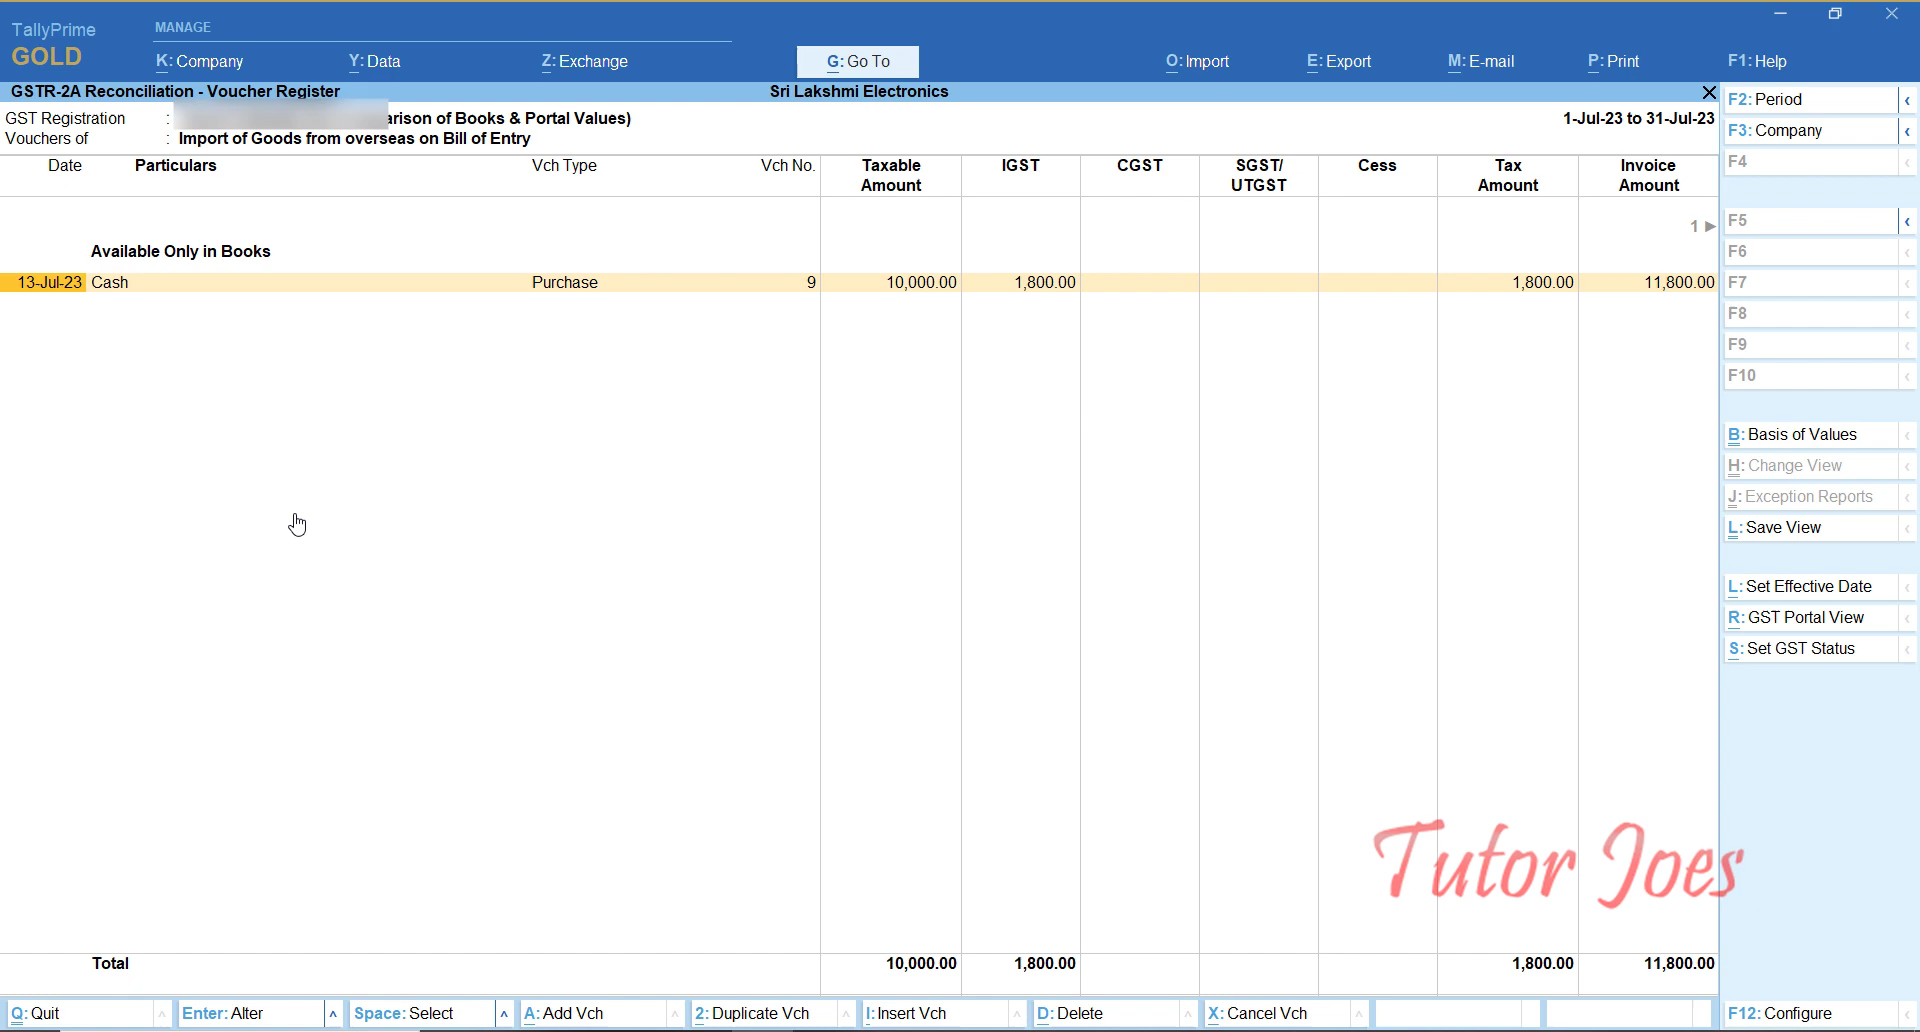 TallyPrime
GOLD
MANAGE
K: Company
Y: Data
Z: Exchange
G: Go To
O: Import
E: Export
M: E-mail
P: Print
F1: Help
GSTR-2A Reconciliation - Voucher Register
Sri Lakshmi Electronics
GST Registration : arison of Books & Portal Values)
1-Jul-23 to 31-Jul-23
Vouchers of : Import of Goods from overseas on Bill of Entry
Date Particulars Vch Type Vch No. Taxable Amount IGST CGST SGST/ UTGST Cess Tax Amount Invoice Amount
1
Available Only in Books
13-Jul-23 Cash Purchase 9 10,000.00 1,800.00 1,800.00 11,800.00
Tutor Joes
Total 10,000.00 1,800.00 1,800.00 11,800.00
F2: Period
F3: Company
F4
F5
F6
F7
F8
F9
F10
B: Basis of Values
H: Change View
J: Exception Reports
L: Save View
L: Set Effective Date
R: GST Portal View
S: Set GST Status
Q: Quit
Enter: Alter
Space: Select
A: Add Vch
2: Duplicate Vch
I: Insert Vch
D: Delete
X: Cancel Vch
F12: Configure